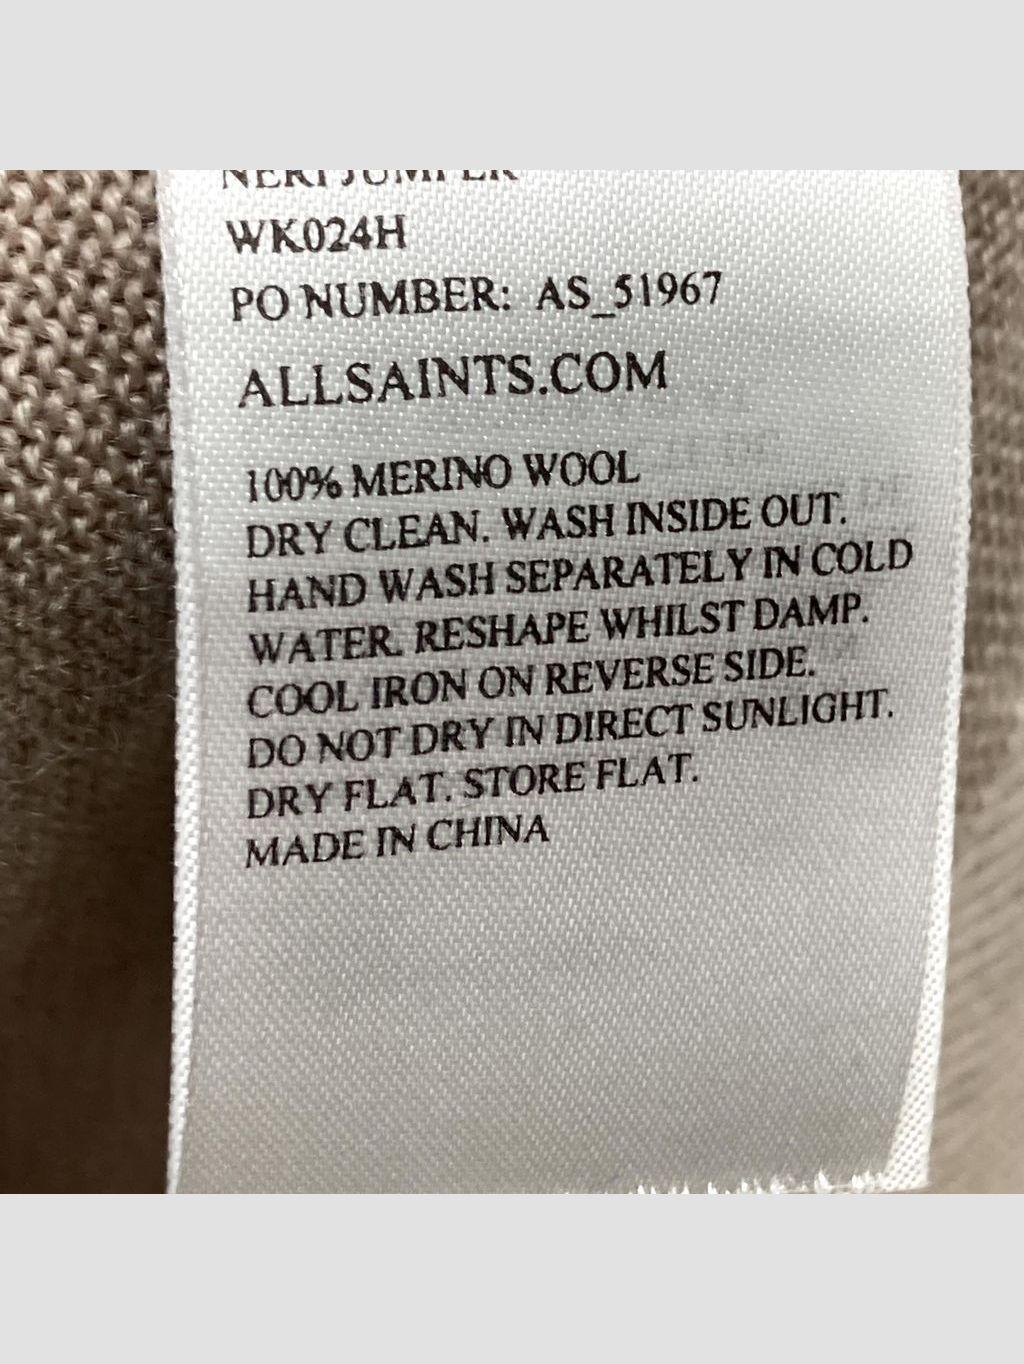 NERI JUMPER
WK024H
PO NUMBER: AS_51967
ALLSAINTS.COM
100% MERINO WOOL
DRY CLEAN. WASH INSIDE OUT.
HAND WASH SEPARATELY IN COLD
WATER. RESHAPE WHILST DAMP.
COOL IRON ON REVERSE SIDE.
DO NOT DRY IN DIRECT SUNLIGHT.
DRY FLAT. STORE FLAT.
MADE IN CHINA